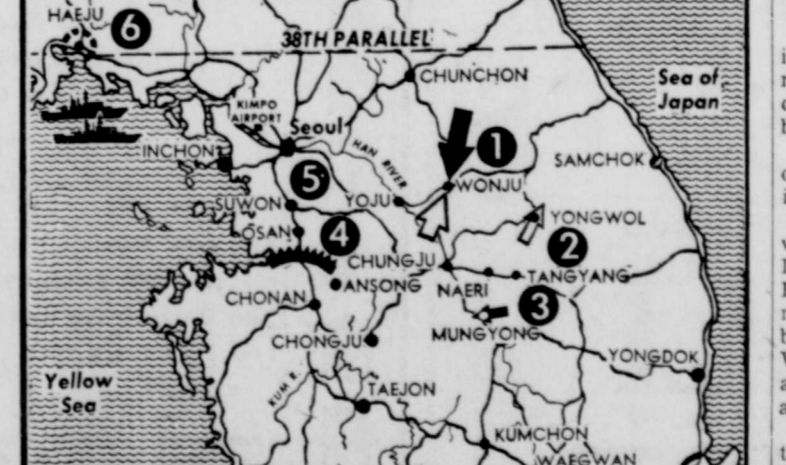 HAEJU
6
38TH PARALLEL
CHUNCHON
Sea of
Japan
KIMPO
AIRPORT
Seoul
1
INCHON
HAN RIVER
SAMCHOK
WONJU
5
SUWON
YOJU
YONGWOL
OSAN
4
2
CHUNGJU
TANGYANG
ANSONG
NAERI
CHONAN
3
MUNGYONG
CHONGJU
YONGDOK
Yellow
Sea
KUM R.
TAEJON
KUMCHON
WAEGWAN